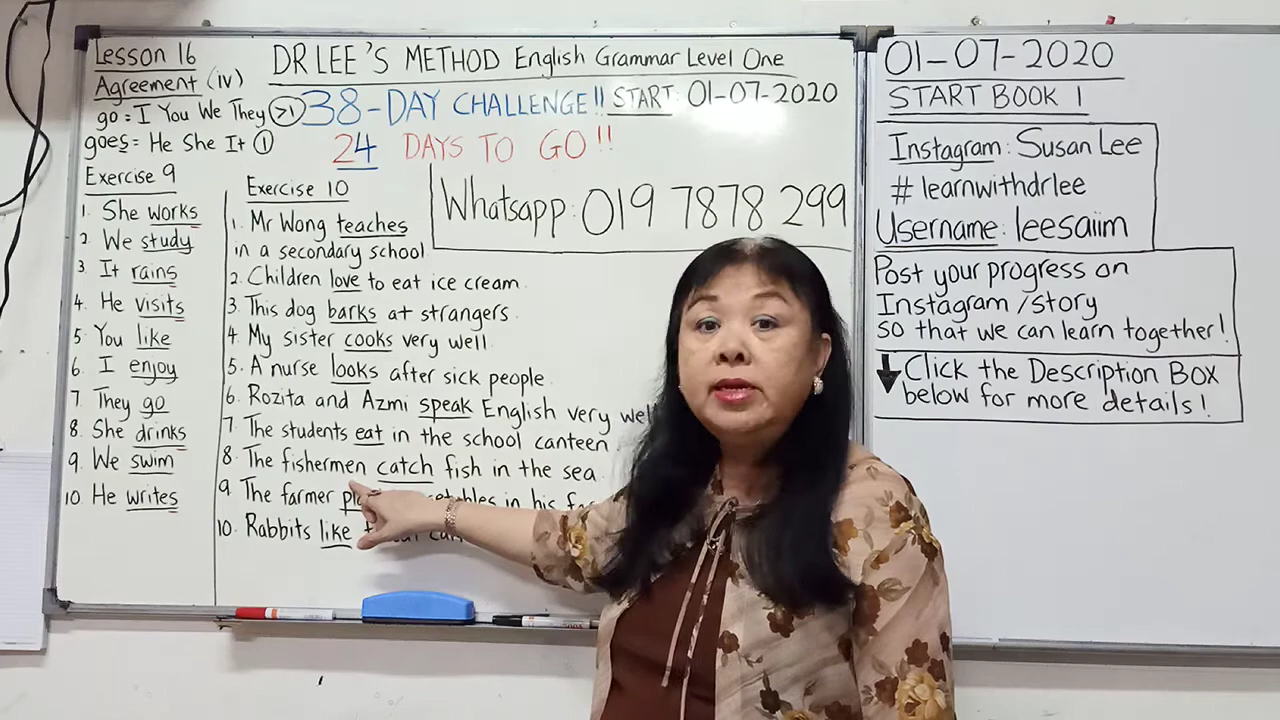 Lesson 16
Agreement (iv)
go = I You We They >1
goes = He She It 1
DR LEE'S METHOD English Grammar Level One
38-DAY CHALLENGE!! START: 01-07-2020
24 DAYS TO GO!!
Whatsapp: 019 7878 299
Exercise 9
1. She works
2. We study
3. It rains
4. He visits
5. You like
6. I enjoy
7. They go
8. She drinks
9. We swim
10 He writes
Exercise 10
1. Mr Wong teaches
in a secondary school
2. Children love to eat ice cream.
3. This dog barks at strangers.
4. My sister cooks very well.
5. A nurse looks after sick people.
6. Rozita and Azmi speak English very well
7. The students eat in the school canteen
8. The fishermen catch fish in the sea.
9 The farmer in his
10. Rabbits like
01-07-2020
START BOOK 1
Instagram: Susan Lee
# learnwithdrlee
Username: leesaiim
Post your progress on
Instagram/story
so that we can learn together!
Click the Description Box
below for more details!